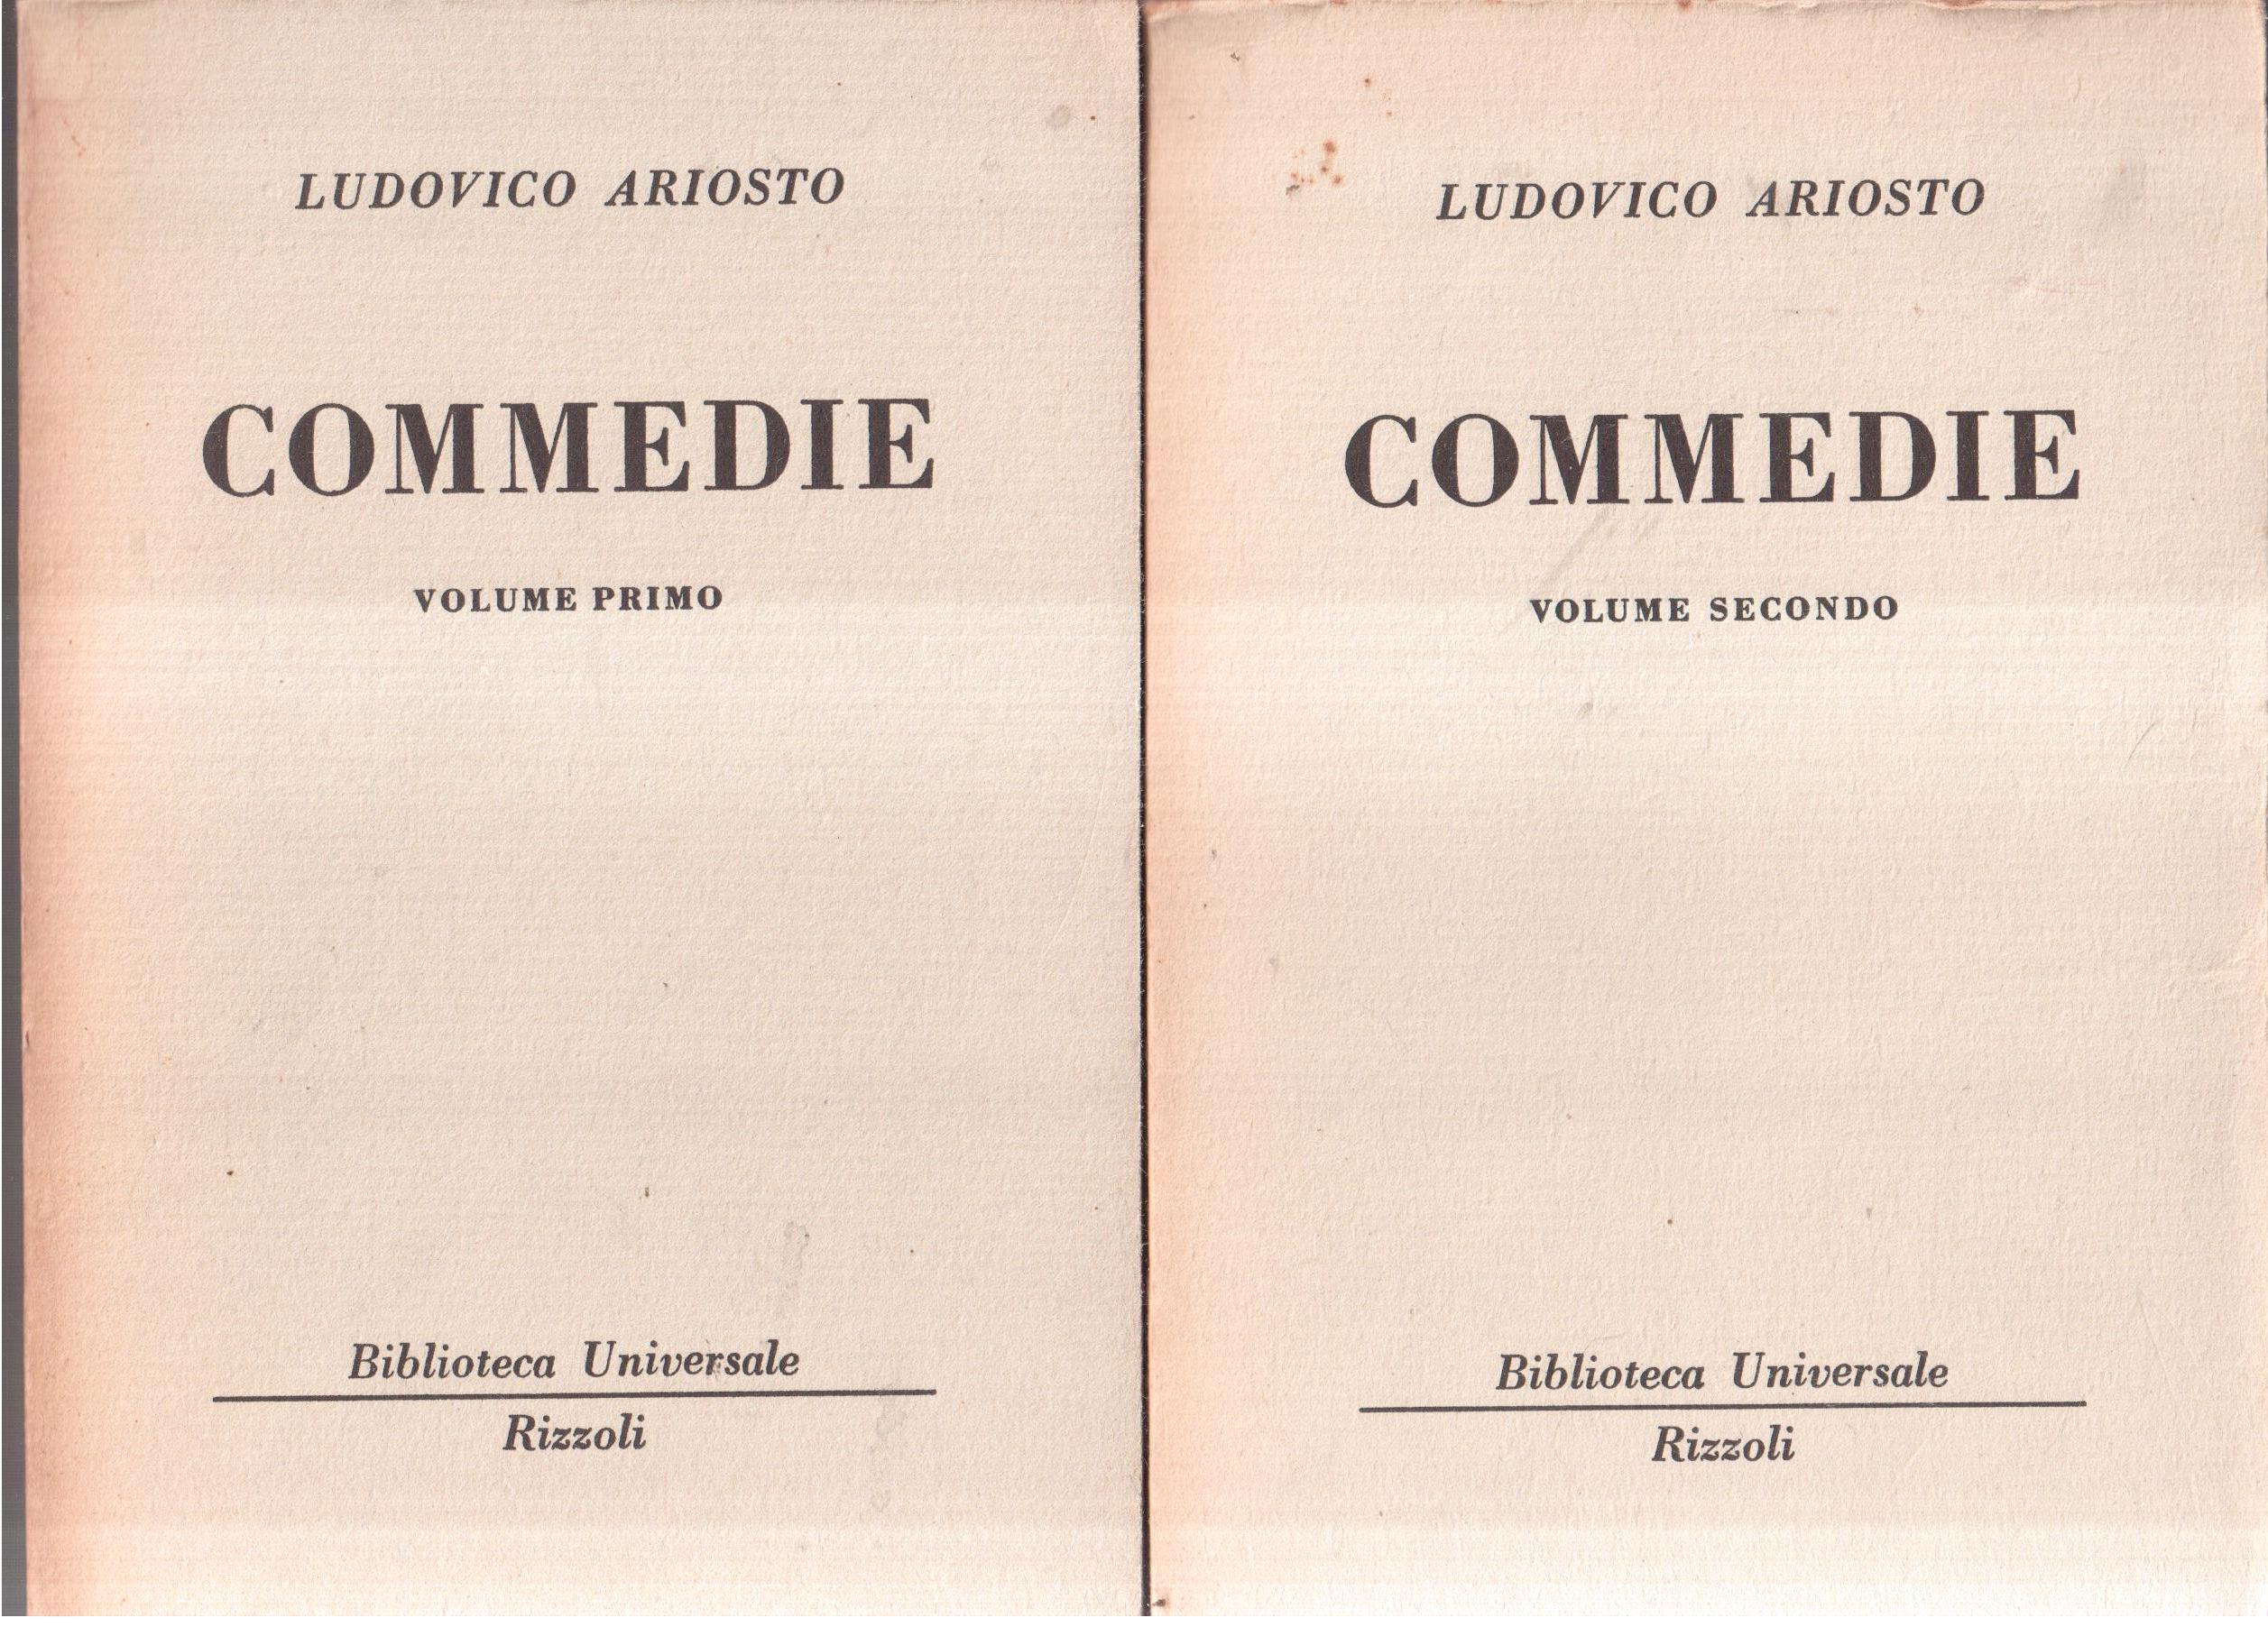 LUDOVICO ARIOSTO
COMMEDIE
VOLUME PRIMO
Biblioteca Universale
Rizzoli
LUDOVICO ARIOSTO
COMMEDIE
VOLUME SECONDO
Biblioteca Universale
Rizzoli